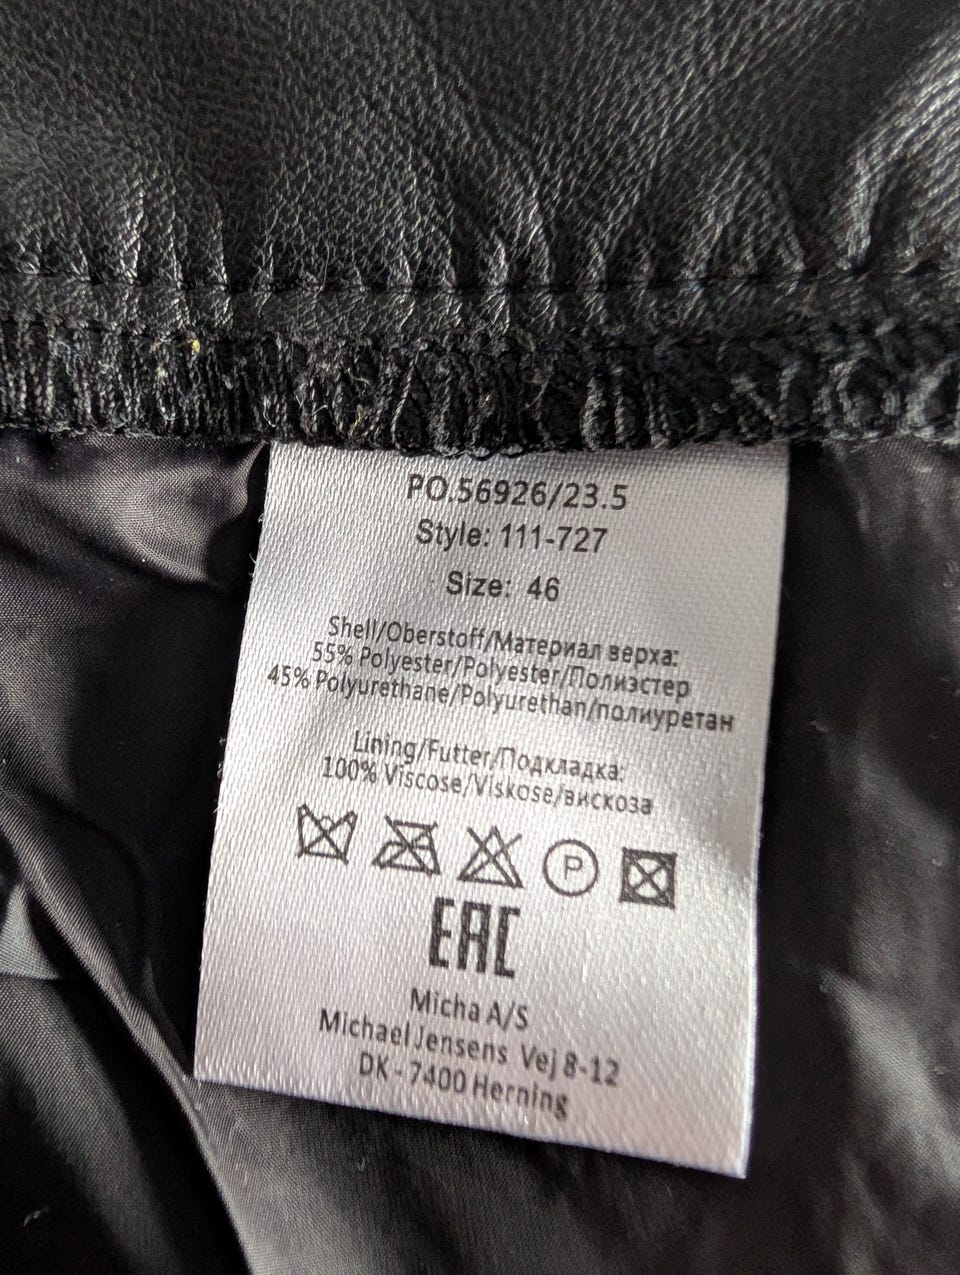 PO.56926/23.5
Style: 111-727
Size: 46
Shell/Oberstoff/Материал верха:
55% Polyester/Polyester/Полиэстер
45% Polyurethane/Polyurethan/полиуретан
Lining/Futter/Подкладка:
100% Viscose/Viskose/вискоза
P
EAC
Micha A/S
Michael Jensens Vej 8-12
DK - 7400 Herning